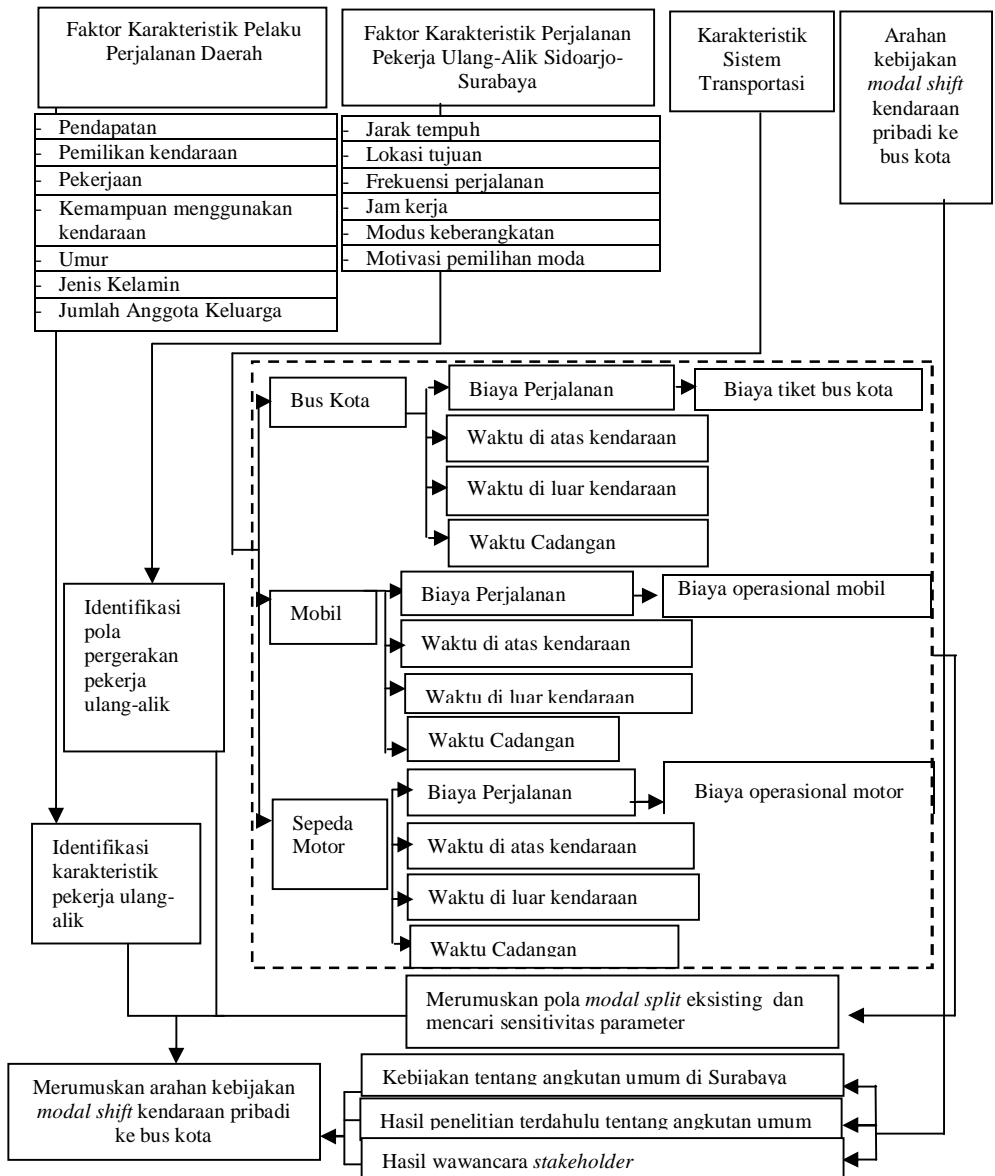 Faktor Karakteristik Pelaku
Perjalanan Daerah
Faktor Karakteristik Perjalanan
Pekerja Ulang-Alik Sidoarjo-
Surabaya
Karakteristik
Sistem
Transportasi
Arahan
kebijakan
modal shift
kendaraan
pribadi ke
bus kota
- Pendapatan
- Pemilikan kendaraan
- Pekerjaan
- Kemampuan menggunakan
kendaraan
- Umur
- Jenis Kelamin
- Jumlah Anggota Keluarga
- Jarak tempuh
- Lokasi tujuan
- Frekuensi perjalanan
- Jam kerja
- Modus keberangkatan
- Motivasi pemilihan moda
Bus Kota
Biaya Perjalanan
Biaya tiket bus kota
Waktu di atas kendaraan
Waktu di luar kendaraan
Waktu Cadangan
Identifikasi
pola
pergerakan
pekerja
ulang-alik
Mobil
Biaya Perjalanan
Biaya operasional mobil
Waktu di atas kendaraan
Waktu di luar kendaraan
Waktu Cadangan
Identifikasi
karakteristik
pekerja ulang-
alik
Sepeda
Motor
Biaya Perjalanan
Biaya operasional motor
Waktu di atas kendaraan
Waktu di luar kendaraan
Waktu Cadangan
Merumuskan pola modal split eksisting dan
mencari sensitivitas parameter
Merumuskan arahan kebijakan
modal shift kendaraan pribadi
ke bus kota
Kebijakan tentang angkutan umum di Surabaya
Hasil penelitian terdahulu tentang angkutan umum
Hasil wawancara stakeholder